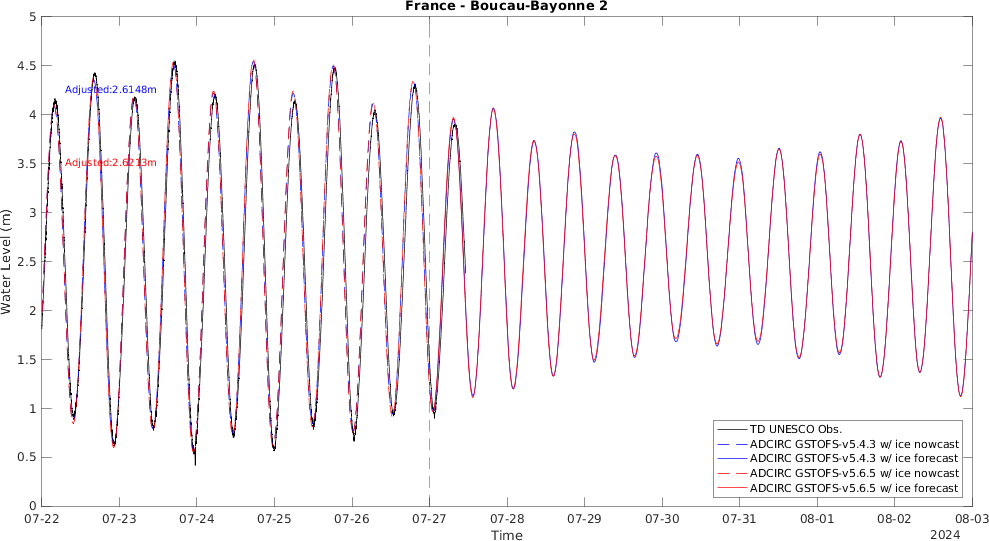 France - Boucau-Bayonne 2
5
4.5
4
3.5
3
2.5
2
1.5
1
0.5
0
Water Level (m)
Adjusted:2.6148m
Adjusted:2.6213m
TD UNESCO Obs.
ADCIRC GSTOFS-v5.4.3 w/ ice nowcast
ADCIRC GSTOFS-v5.4.3 w/ ice forecast
ADCIRC GSTOFS-v5.6.5 w/ ice nowcast
ADCIRC GSTOFS-v5.6.5 w/ ice forecast
07-22 07-23 07-24 07-25 07-26 07-27 07-28 07-29 07-30 07-31 08-01 08-02 08-03
Time
2024